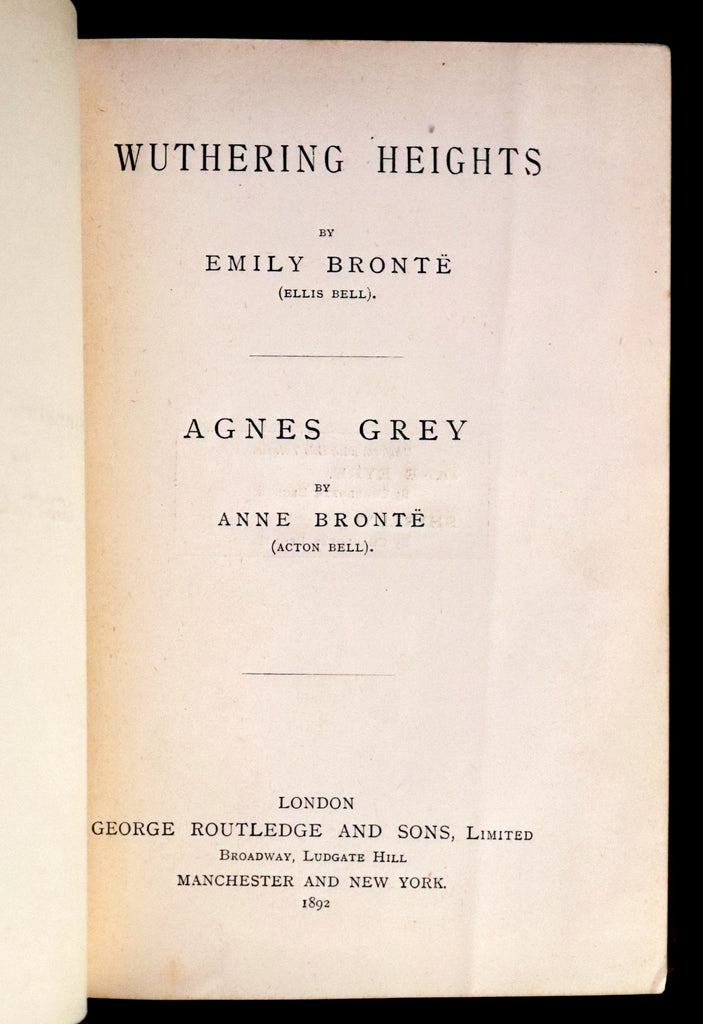 WUTHERING HEIGHTS
BY
EMILY BRONTË
(ELLIS BELL).
AGNES GREY
BY
ANNE BRONTË
(ACTON BELL).
LONDON
GEORGE ROUTLEDGE AND SONS, LIMITED
BROADWAY, LUDGATE HILL
MANCHESTER AND NEW YORK.
1892